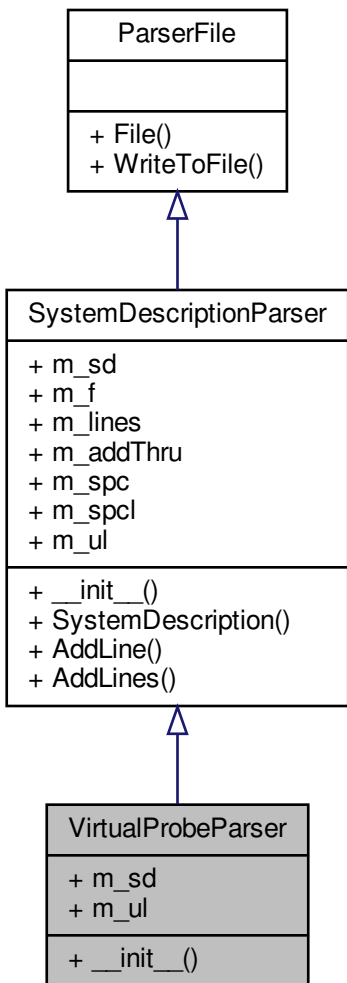 ParserFile
+ File()
+ WriteToFile()
SystemDescriptionParser
+ m_sd
+ m_f
+ m_lines
+ m_addThru
+ m_spc
+ m_spcl
+ m_ul
+ __init__()
+ SystemDescription()
+ AddLine()
+ AddLines()
VirtualProbeParser
+ m_sd
+ m_ul
+ __init__()